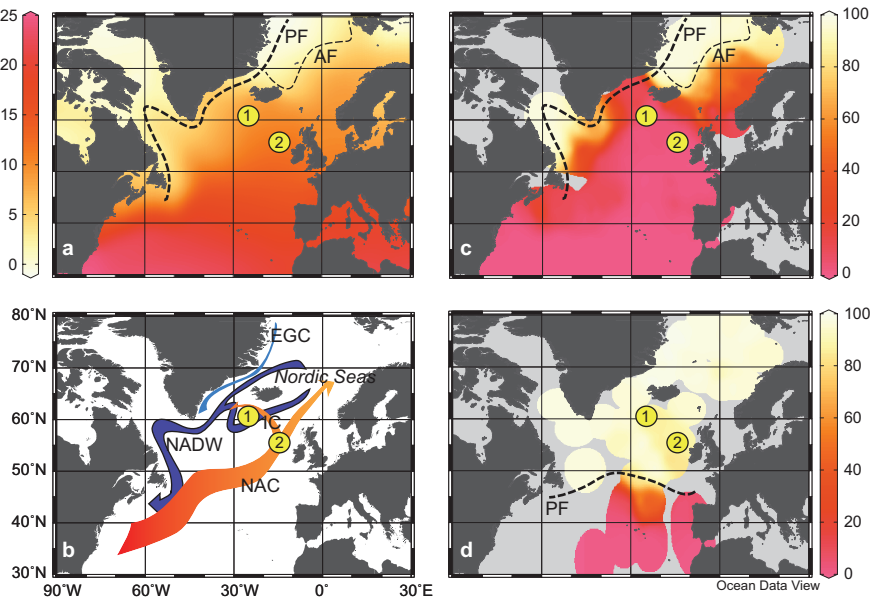 25
20
15
10
5
0
PF
AF
1
2
a
PF
AF
1
2
c
100
80
60
40
20
0
80°N
70°N
60°N
50°N
40°N
30°N
EGC
Nordic Seas
1
IC
2
NADW
NAC
b
90°W
60°W
30°W
0°
30°E
1
2
PF
d
100
80
60
40
20
0
Ocean Data View